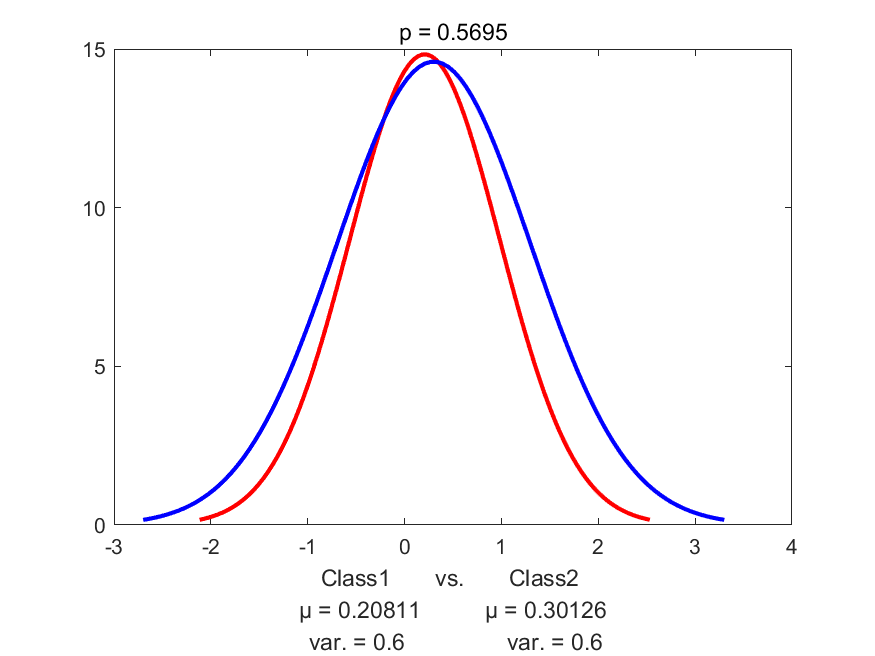 p = 0.5695
15
10
5
0
-3 -2 -1 0 1 2 3 4
Class1 vs. Class2
μ = 0.20811 μ = 0.30126
var. = 0.6 var. = 0.6